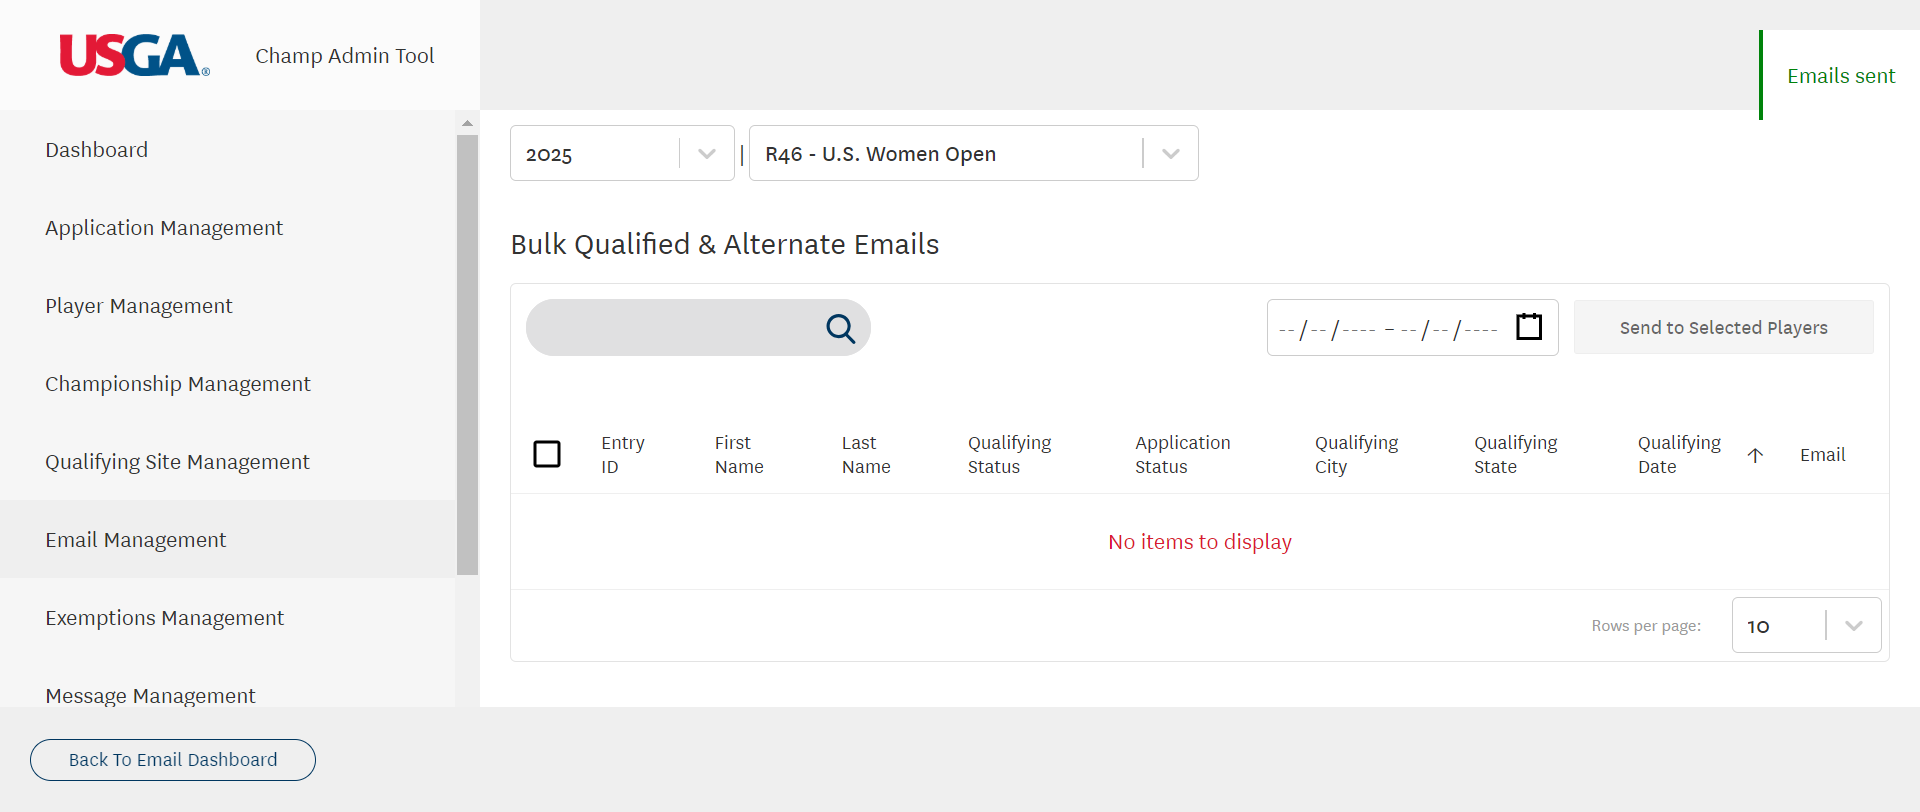 USGA®
Champ Admin Tool
Emails sent
Dashboard
Application Management
Player Management
Championship Management
Qualifying Site Management
Email Management
Exemptions Management
Message Management
2025
|
R46 - U.S. Women Open
Bulk Qualified & Alternate Emails
--/--/---- – --/--/----
Send to Selected Players
Entry ID
First Name
Last Name
Qualifying Status
Application Status
Qualifying City
Qualifying State
Qualifying Date
Email
No items to display
Rows per page:
10
Back To Email Dashboard